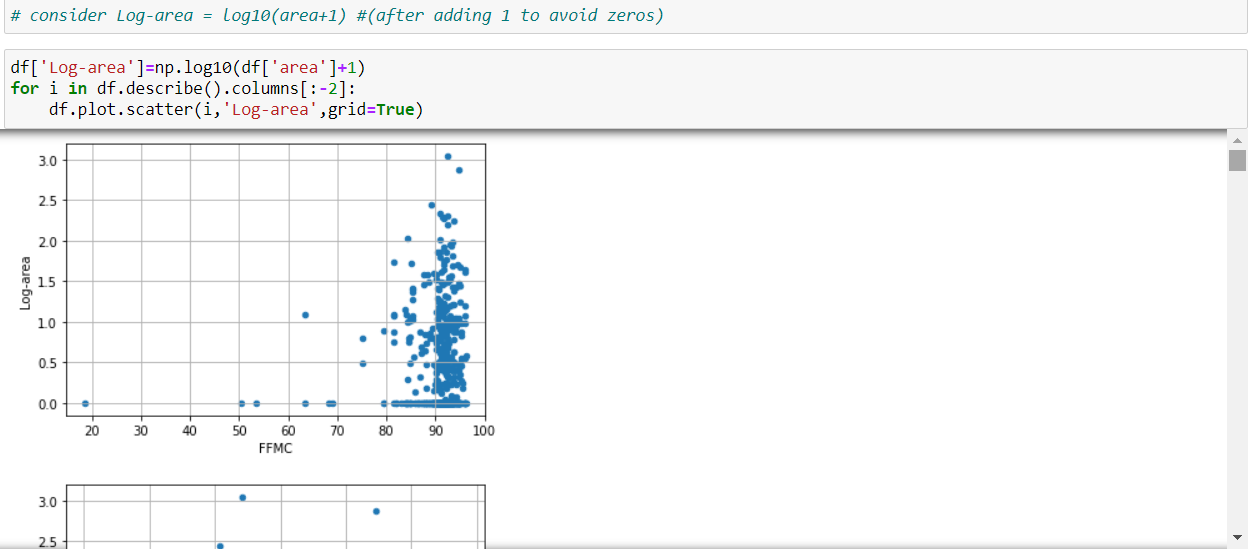 # consider Log-area = log10(area+1) #(after adding 1 to avoid zeros)
df['Log-area']=np.log10(df['area']+1)
for i in df.describe().columns[:-2]:
    df.plot.scatter(i,'Log-area',grid=True)
3.0
2.5
2.0
1.5
1.0
0.5
0.0
Log-area
20 30 40 50 60 70 80 90 100
FFMC
3.0
2.5